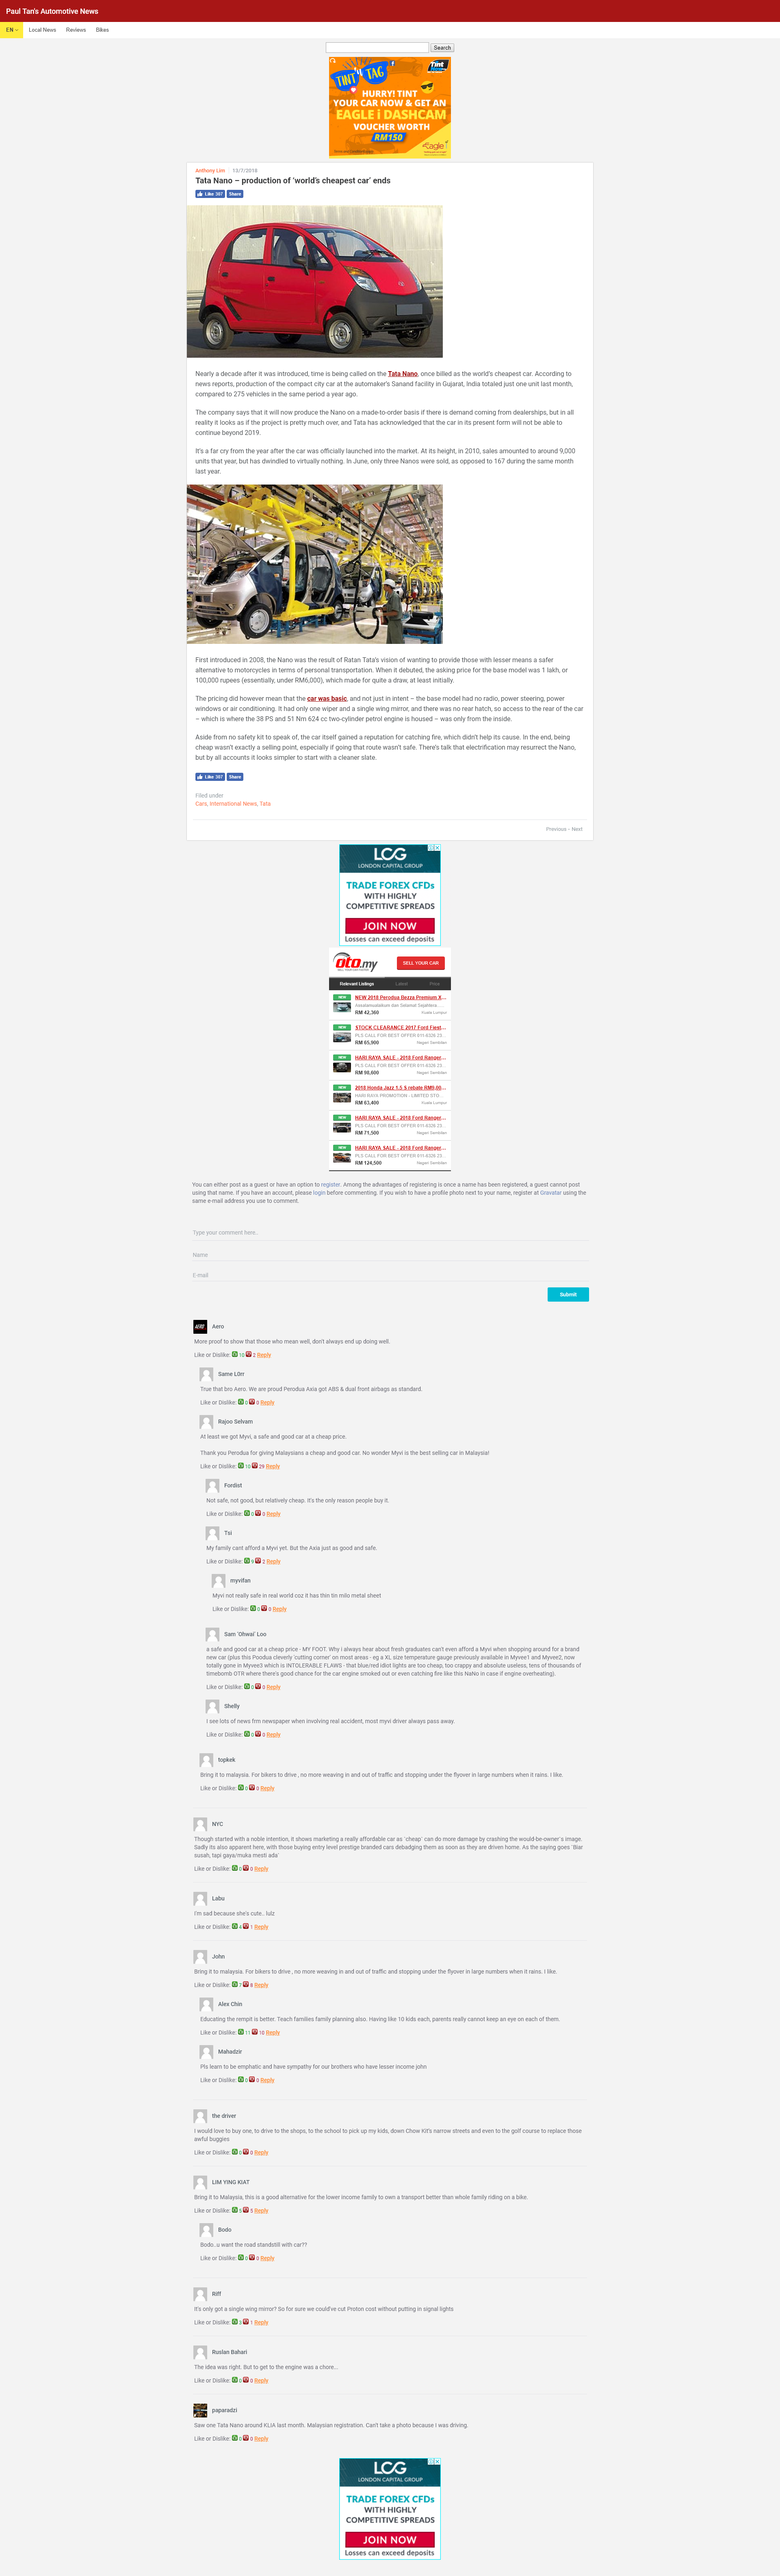 Paul Tan's Automotive News
EN
Local News
Reviews
Bikes
Search
TINT 'N' TAG
Tint
HURRY! TINT
YOUR CAR NOW & GET AN
EAGLE i DASHCAM
VOUCHER WORTH
RM150
eagle i
Anthony Lim 13/7/2018
Tata Nano – production of ‘world’s cheapest car’ ends
Like 387 Share
Nearly a decade after it was introduced, time is being called on the Tata Nano, once billed as the world’s cheapest car. According to
news reports, production of the compact city car at the automaker’s Sanand facility in Gujarat, India totaled just one unit last month,
compared to 275 vehicles in the same period a year ago.
The company says that it will now produce the Nano on a made-to-order basis if there is demand coming from dealerships, but in all
reality it looks as if the project is pretty much over, and Tata has acknowledged that the car in its present form will not be able to
continue beyond 2019.
It’s a far cry from the year after the car was officially launched into the market. At its height, in 2010, sales amounted to around 9,000
units that year, but has dwindled to virtually nothing. In June, only three Nanos were sold, as opposed to 167 during the same month
last year.
First introduced in 2008, the Nano was the result of Ratan Tata’s vision of wanting to provide those with lesser means a safer
alternative to motorcycles in terms of personal transportation. When it debuted, the asking price for the base model was 1 lakh, or
100,000 rupees (essentially, under RM6,000), which made for quite a draw, at least initially.
The pricing did however mean that the car was basic, and not just in intent – the base model had no radio, power steering, power
windows or air conditioning. It had only one wiper and a single wing mirror, and there was no rear hatch, so access to the rear of the car
– which is where the 38 PS and 51 Nm 624 cc two-cylinder petrol engine is housed – was only from the inside.
Aside from no safety kit to speak of, the car itself gained a reputation for catching fire, which didn’t help its cause. In the end, being
cheap wasn’t exactly a selling point, especially if going that route wasn’t safe. There’s talk that electrification may resurrect the Nano,
but by all accounts it looks simpler to start with a cleaner slate.
Like 387 Share
Filed under
Cars, International News, Tata
Previous - Next
LCG
LONDON CAPITAL GROUP
TRADE FOREX CFDs
WITH HIGHLY
COMPETITIVE SPREADS
JOIN NOW
Losses can exceed deposits
oto.my
SELL YOUR CAR
Relevant Listings Latest Price
NEW NEW 2018 Perodua Bezza Premium X...
Assalamualaikum dan Selamat Sejahtera ...
RM 42,360 Kuala Lumpur
NEW STOCK CLEARANCE 2017 Ford Fiest...
PLS CALL FOR BEST OFFER 011-6326 23...
RM 65,900 Negeri Sembilan
NEW HARI RAYA SALE - 2018 Ford Ranger...
PLS CALL FOR BEST OFFER 011-6326 23...
RM 98,600 Negeri Sembilan
NEW 2018 Honda Jazz 1.5 S rebate RM9,00...
HARI RAYA PROMOTION - LIMITED STO...
RM 63,400 Kuala Lumpur
NEW HARI RAYA SALE - 2018 Ford Ranger...
PLS CALL FOR BEST OFFER 011-6326 23...
RM 71,500 Negeri Sembilan
NEW HARI RAYA SALE - 2018 Ford Ranger...
PLS CALL FOR BEST OFFER 011-6326 23...
RM 124,500 Negeri Sembilan
You can either post as a guest or have an option to register. Among the advantages of registering is once a name has been registered, a guest cannot post
using that name. If you have an account, please login before commenting. If you wish to have a profile photo next to your name, register at Gravatar using the
same e-mail address you use to comment.
Type your comment here..
Name
E-mail
Submit
Aero
More proof to show that those who mean well, don't always end up doing well.
Like or Dislike: 10 2 Reply
Same L0rr
True that bro Aero. We are proud Perodua Axia got ABS & dual front airbags as standard.
Like or Dislike: 0 0 Reply
Rajoo Selvam
At least we got Myvi, a safe and good car at a cheap price.
Thank you Perodua for giving Malaysians a cheap and good car. No wonder Myvi is the best selling car in Malaysia!
Like or Dislike: 10 29 Reply
Fordist
Not safe, not good, but relatively cheap. It's the only reason people buy it.
Like or Dislike: 0 0 Reply
Tsi
My family cant afford a Myvi yet. But the Axia just as good and safe.
Like or Dislike: 9 2 Reply
myvifan
Myvi not really safe in real world coz it has thin tin milo metal sheet
Like or Dislike: 0 0 Reply
Sam 'Ohwai' Loo
a safe and good car at a cheap price - MY FOOT. Why i always hear about fresh graduates can't even afford a Myvi when shopping around for a brand
new car (plus this Poodua cleverly 'cutting corner' on most areas - eg a XL size temperature gauge previously available in Myvee1 and Myvee2, now
totally gone in Myvee3 which is INTOLERABLE FLAWS - that blue/red idiot lights are too cheap, too crappy and absolute useless, tens of thousands of
timebomb OTR where there's good chance for the car engine smoked out or even catching fire like this NaNo in case if engine overheating).
Like or Dislike: 0 0 Reply
Shelly
I see lots of news frm newspaper when involving real accident, most myvi driver always pass away.
Like or Dislike: 0 0 Reply
topkek
Bring it to malaysia. For bikers to drive , no more weaving in and out of traffic and stopping under the flyover in large numbers when it rains. I like.
Like or Dislike: 0 0 Reply
NYC
Though started with a noble intention, it shows marketing a really affordable car as 'cheap' can do more damage by crashing the would-be-owner's image.
Sadly its also apparent here, with those buying entry level prestige branded cars debadging them as soon as they are driven home. As the saying goes 'Biar
susah, tapi gaya/muka mesti ada'
Like or Dislike: 0 0 Reply
Labu
I'm sad because she's cute.. lulz
Like or Dislike: 4 1 Reply
John
Bring it to malaysia. For bikers to drive , no more weaving in and out of traffic and stopping under the flyover in large numbers when it rains. I like.
Like or Dislike: 7 8 Reply
Alex Chin
Educating the rempit is better. Teach families family planning also. Having like 10 kids each, parents really cannot keep an eye on each of them.
Like or Dislike: 11 10 Reply
Mahadzir
Pls learn to be emphatic and have sympathy for our brothers who have lesser income john
Like or Dislike: 0 0 Reply
the driver
I would love to buy one, to drive to the shops, to the school to pick up my kids, down Chow Kit's narrow streets and even to the golf course to replace those
awful buggies
Like or Dislike: 0 0 Reply
LIM YING KIAT
Bring it to Malaysia, this is a good alternative for the lower income family to own a transport better than whole family riding on a bike.
Like or Dislike: 5 5 Reply
Bodo
Bodo..u want the road standstill with car??
Like or Dislike: 0 0 Reply
Riff
It's only got a single wing mirror? So for sure we could've cut Proton cost without putting in signal lights
Like or Dislike: 3 1 Reply
Ruslan Bahari
The idea was right. But to get to the engine was a chore...
Like or Dislike: 0 0 Reply
paparadzi
Saw one Tata Nano around KLIA last month. Malaysian registration. Can't take a photo because I was driving.
Like or Dislike: 0 0 Reply
LCG
LONDON CAPITAL GROUP
TRADE FOREX CFDs
WITH HIGHLY
COMPETITIVE SPREADS
JOIN NOW
Losses can exceed deposits